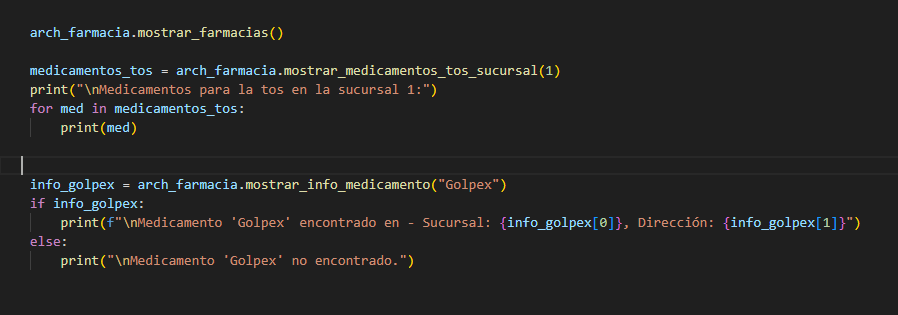 arch_farmacia.mostrar_farmacias()
medicamentos_tos = arch_farmacia.mostrar_medicamentos_tos_sucursal(1)
print("\nMedicamentos para la tos en la sucursal 1:")
for med in medicamentos_tos:
    print(med)
info_golpex = arch_farmacia.mostrar_info_medicamento("Golpex")
if info_golpex:
    print(f"\nMedicamento 'Golpex' encontrado en - Sucursal: {info_golpex[0]}, Dirección: {info_golpex[1]}")
else:
    print("\nMedicamento 'Golpex' no encontrado.")